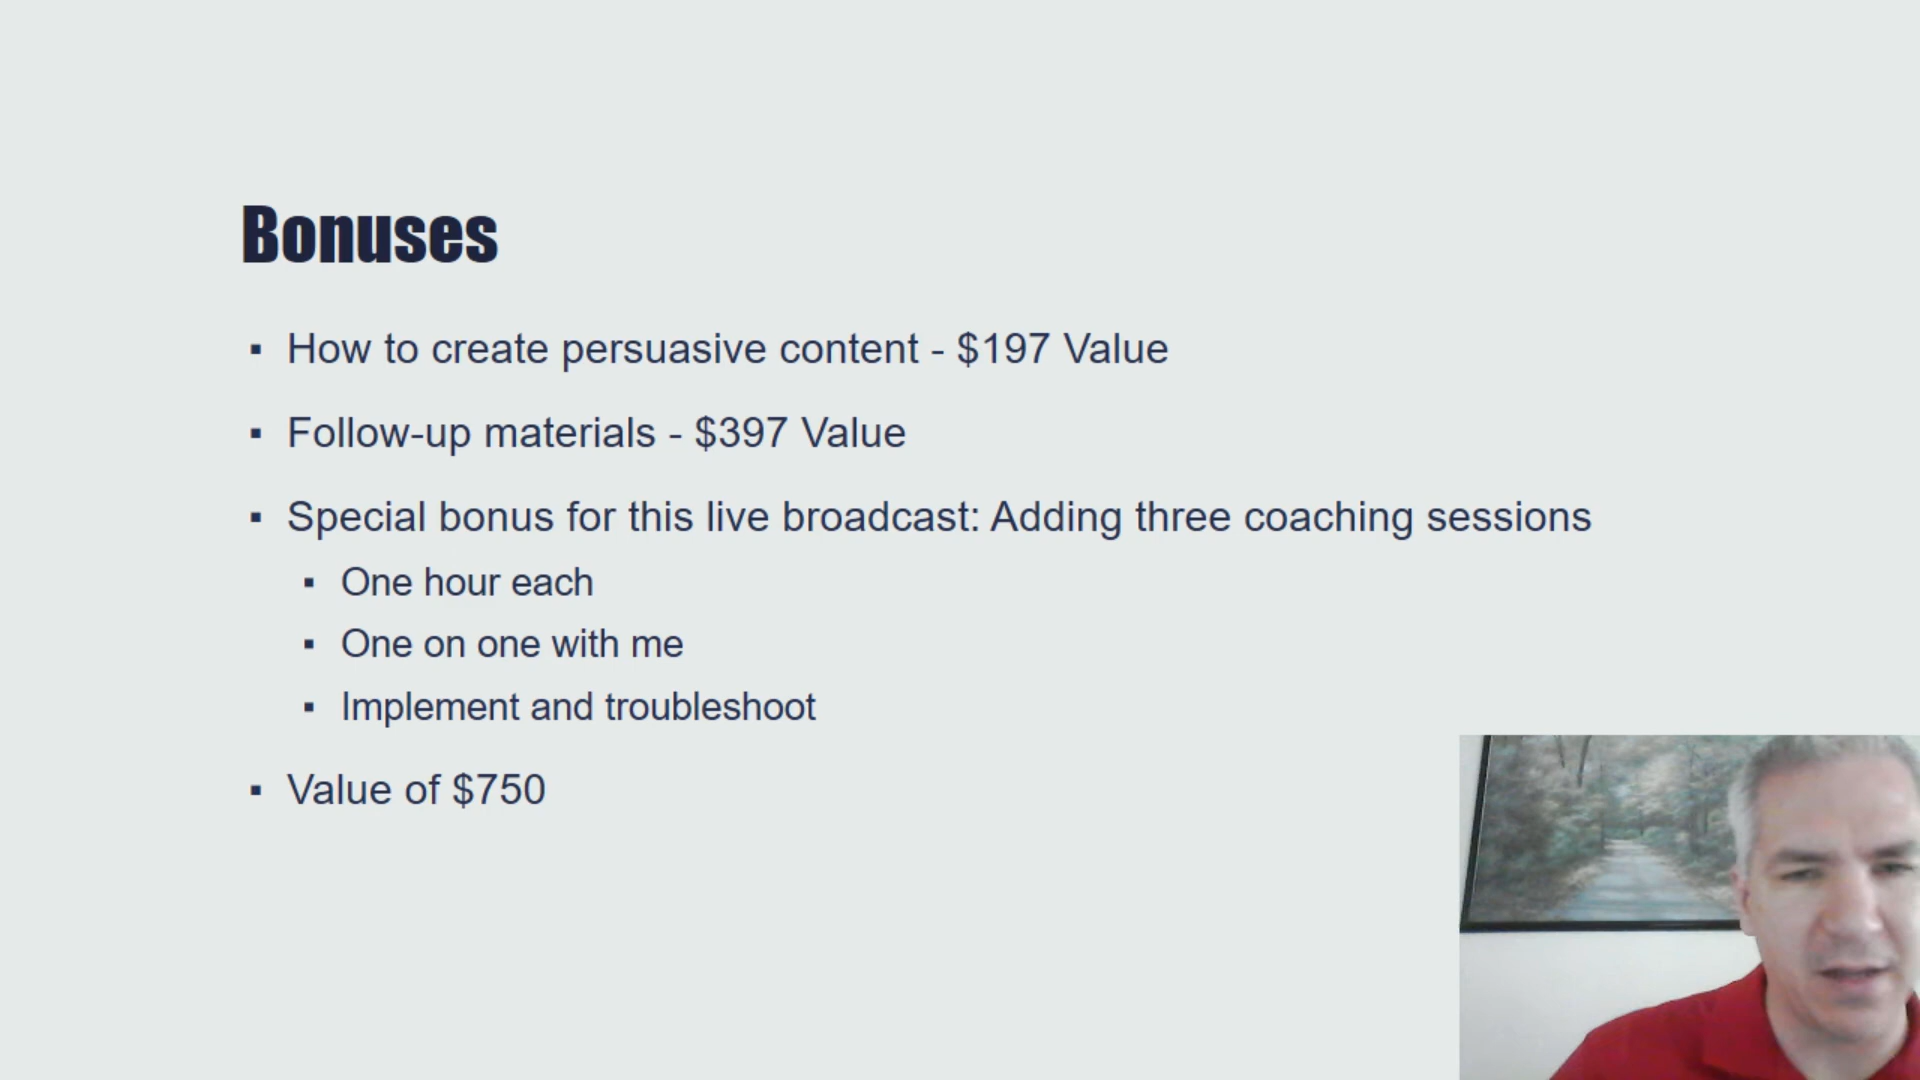 Bonuses
▪ How to create persuasive content - $197 Value
▪ Follow-up materials - $397 Value
▪ Special bonus for this live broadcast: Adding three coaching sessions
▪ One hour each
▪ One on one with me
▪ Implement and troubleshoot
▪ Value of $750